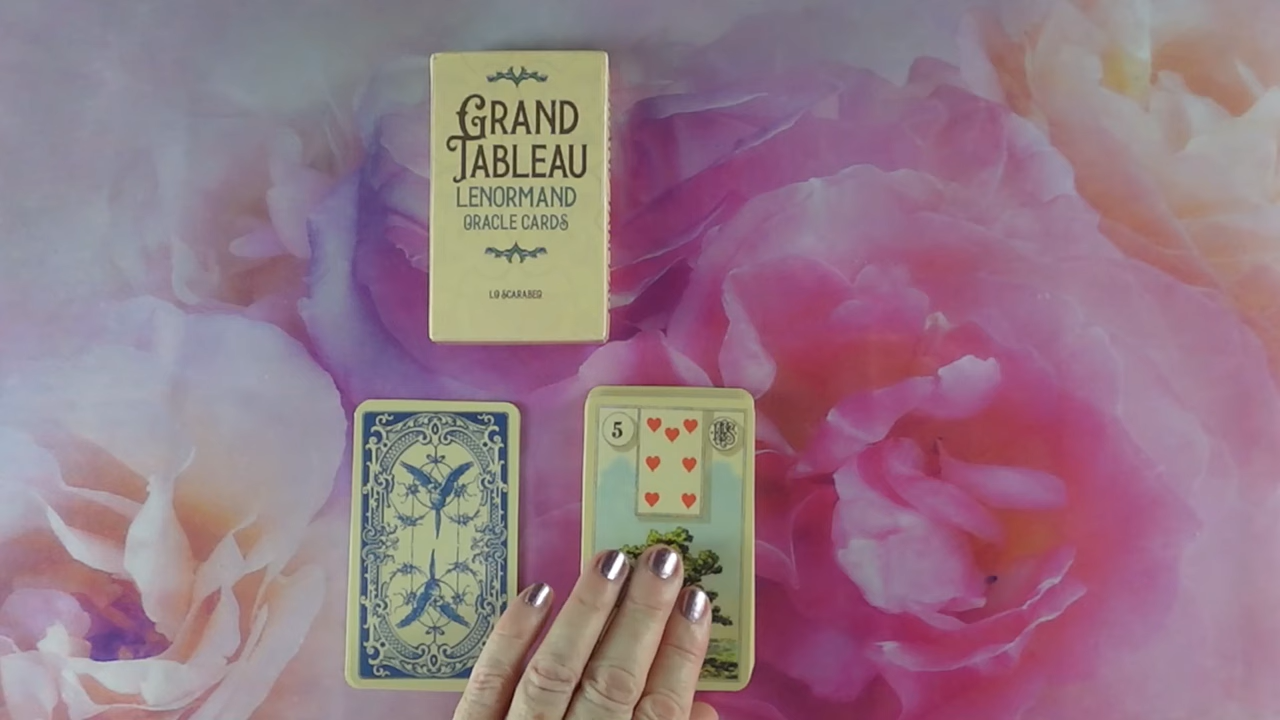 GRAND
TABLEAU
LENORMAND
ORACLE CARDS
LO SCARABEO
5